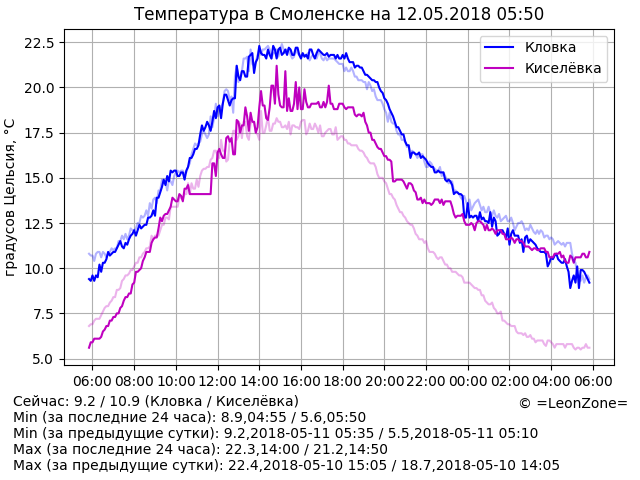 Температура в Смоленске на 12.05.2018 05:50
градусов Цельсия, °C
22.5
20.0
17.5
15.0
12.5
10.0
7.5
5.0
Кловка
Киселёвка
06:00 08:00 10:00 12:00 14:00 16:00 18:00 20:00 22:00 00:00 02:00 04:00 06:00
Сейчас: 9.2 / 10.9 (Кловка / Киселёвка)
© =LeonZone=
Min (за последние 24 часа): 8.9,04:55 / 5.6,05:50
Min (за предыдущие сутки): 9.2,2018-05-11 05:35 / 5.5,2018-05-11 05:10
Max (за последние 24 часа): 22.3,14:00 / 21.2,14:50
Max (за предыдущие сутки): 22.4,2018-05-10 15:05 / 18.7,2018-05-10 14:05